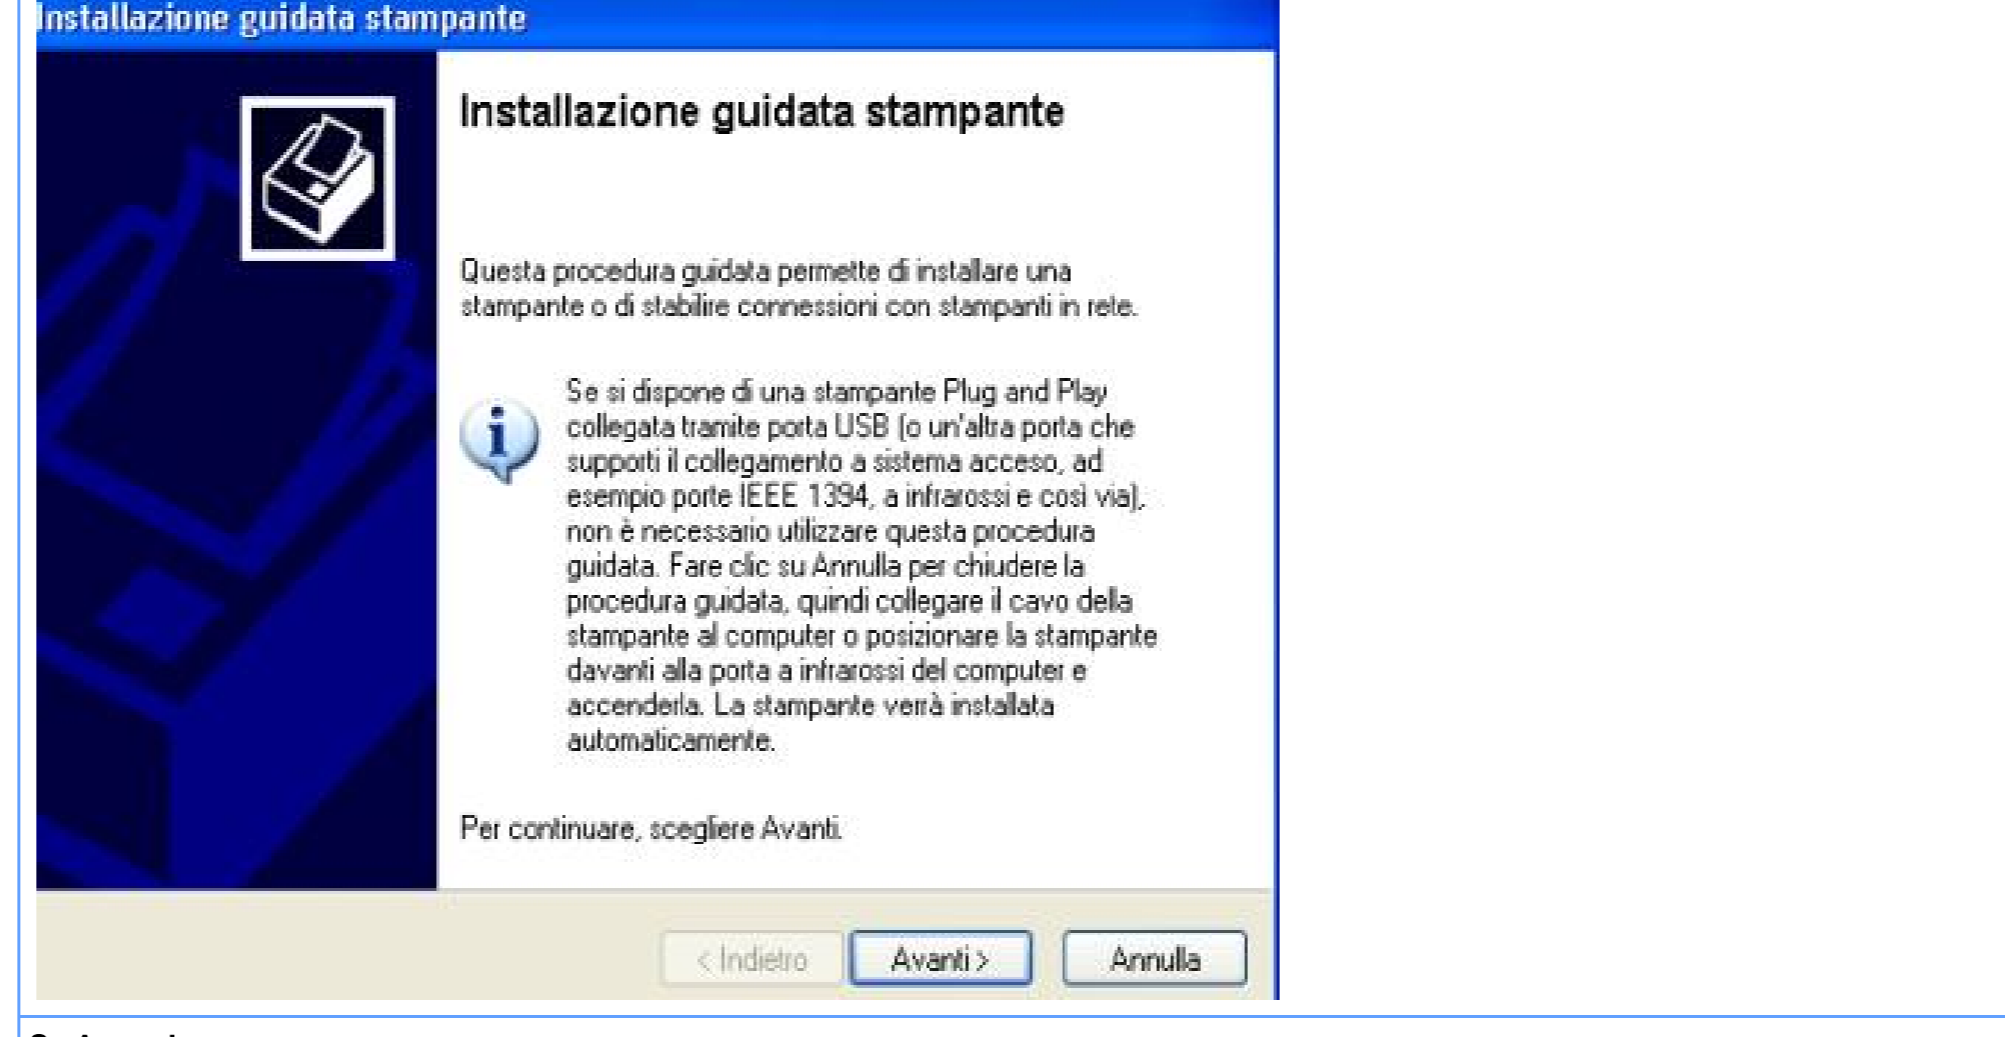 Installazione guidata stampante
Installazione guidata stampante
Questa procedura guidata permette di installare una
stampante o di stabilire connessioni con stampanti in rete.
Se si dispone di una stampante Plug and Play
collegata tramite porta USB (o un'altra porta che
supporti il collegamento a sistema acceso, ad
esempio porte IEEE 1394, a infrarossi e così via),
non è necessario utilizzare questa procedura
guidata. Fare clic su Annulla per chiudere la
procedura guidata, quindi collegare il cavo della
stampante al computer o posizionare la stampante
davanti alla porta a infrarossi del computer e
accenderla. La stampante verrà installata
automaticamente.
Per continuare, scegliere Avanti.
< Indietro Avanti > Annulla